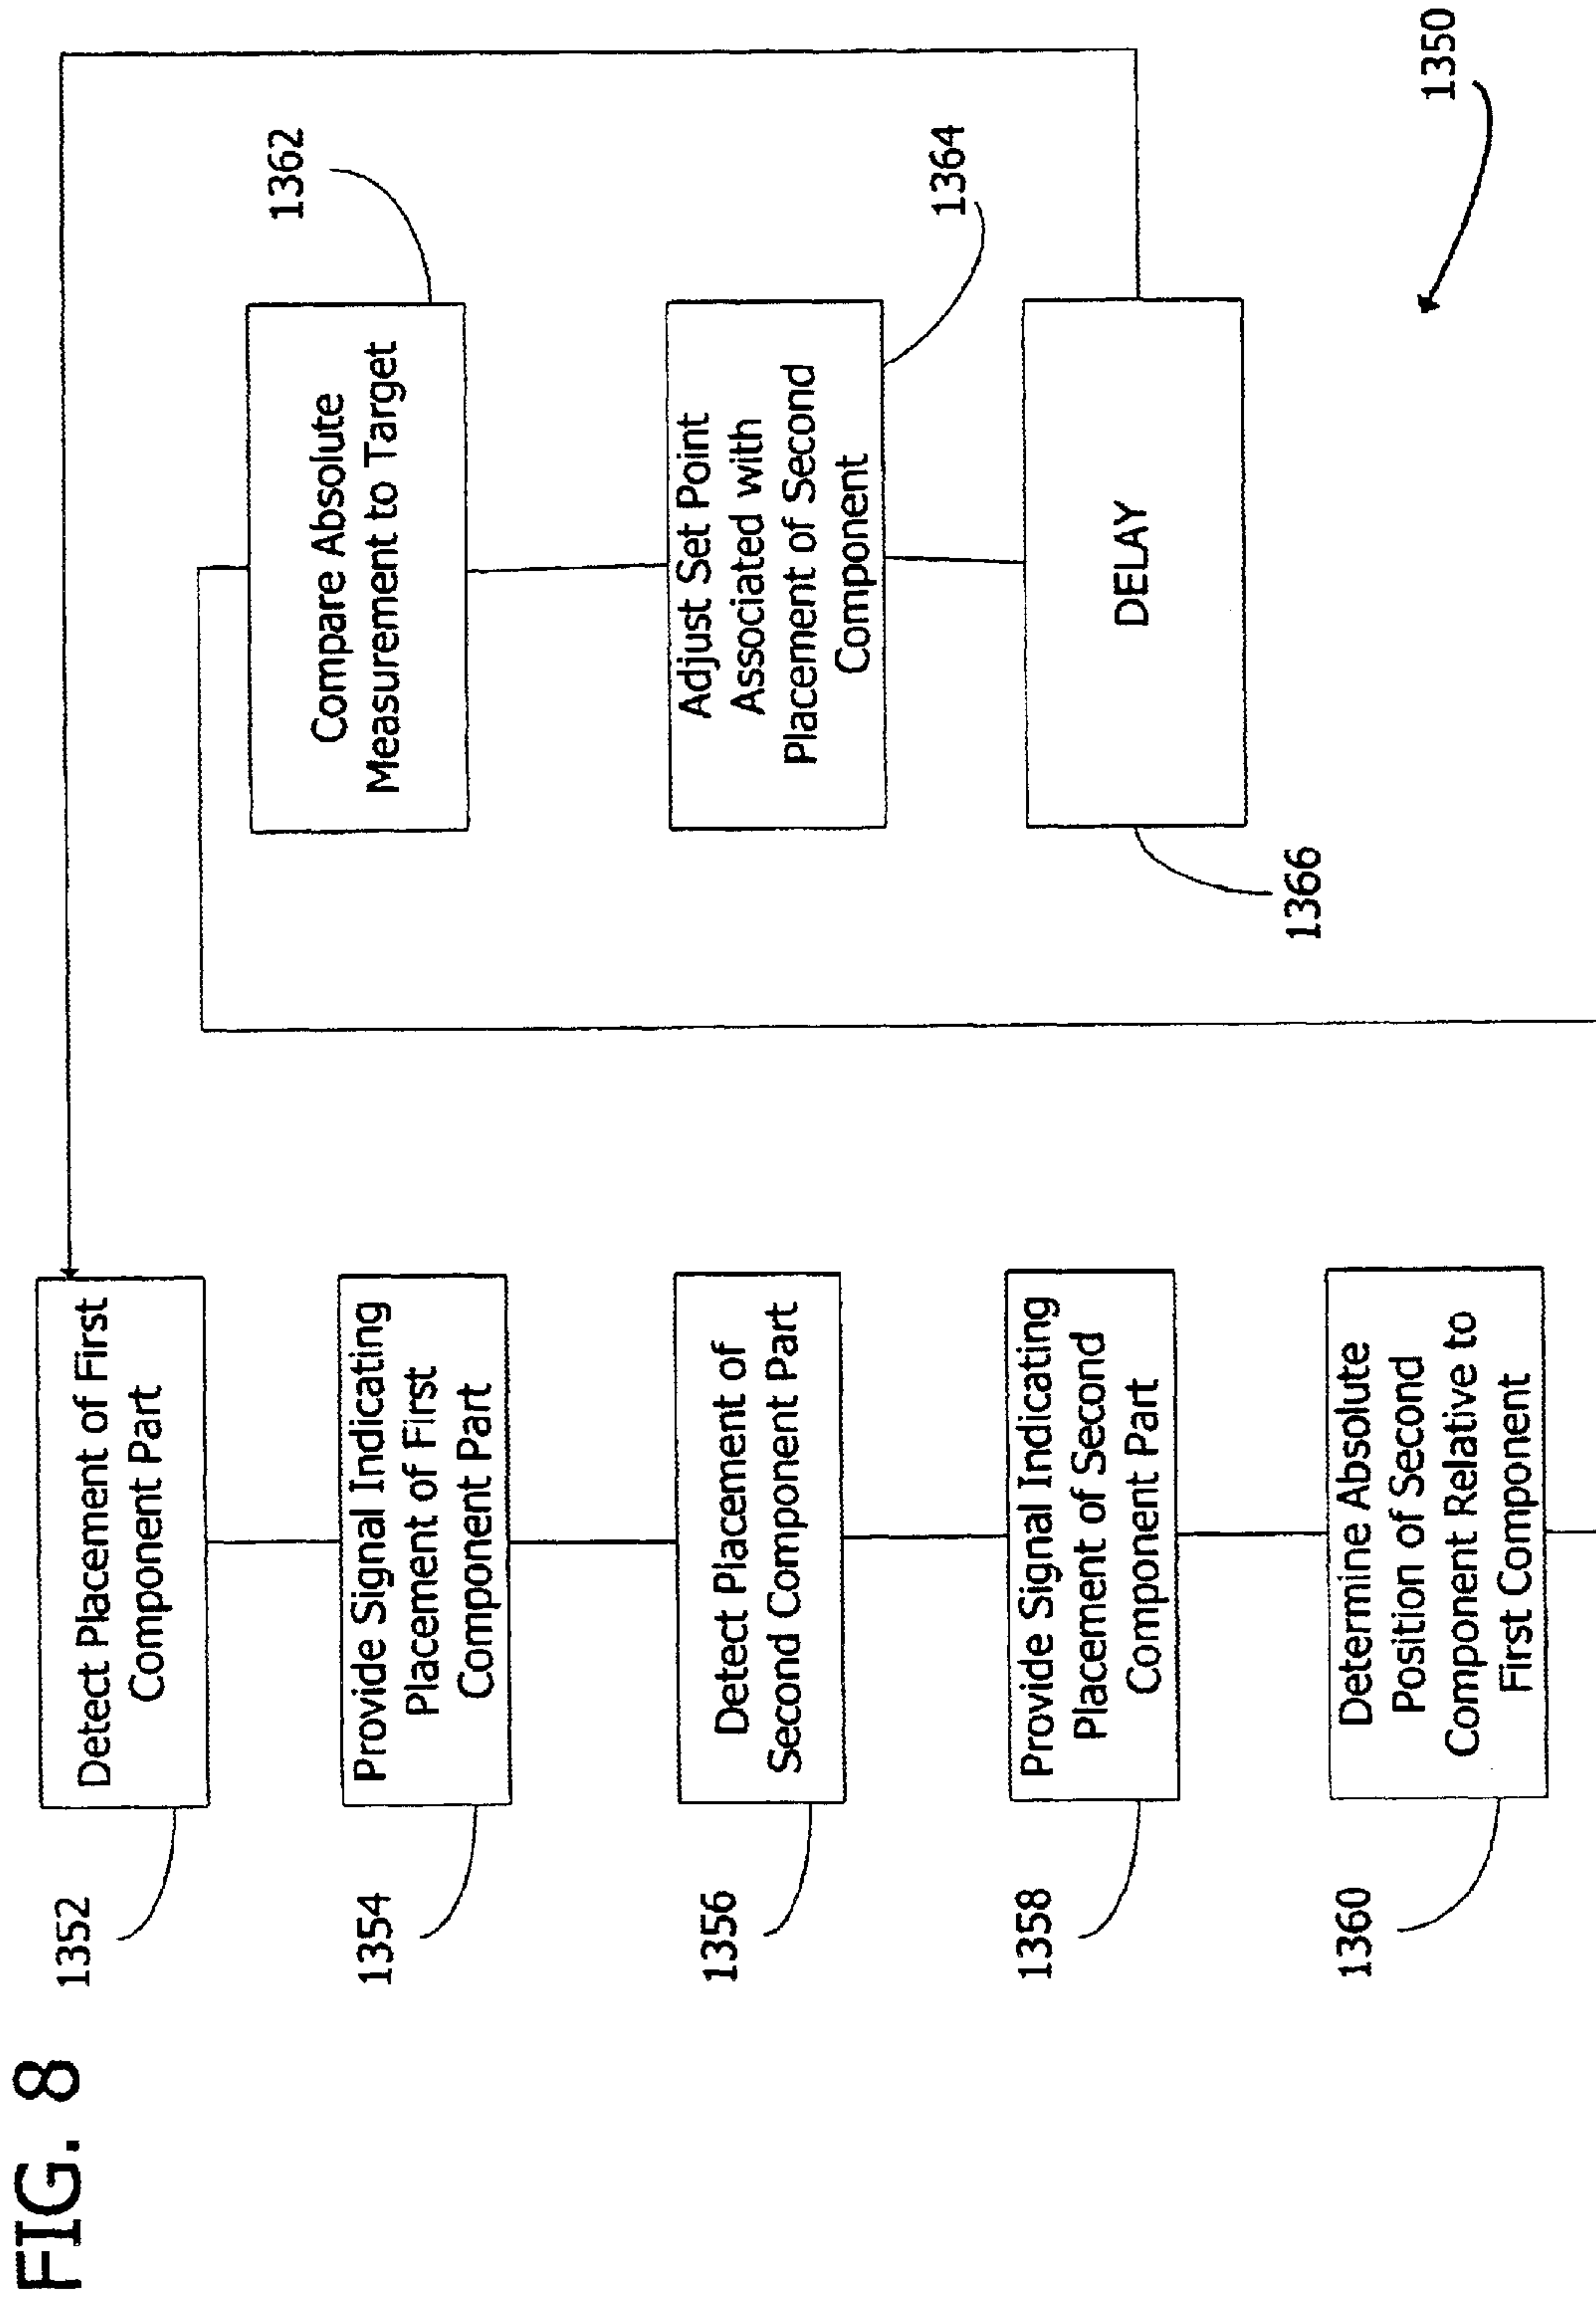 FIG. 8
1352
Detect Placement of First
Component Part
1354
Provide Signal Indicating
Placement of First
Component Part
1356
Detect Placement of
Second Component Part
1358
Provide Signal Indicating
Placement of Second
Component Part
1360
Determine Absolute
Position of Second
Component Relative to
First Component
1362
Compare Absolute
Measurement to Target
1364
Adjust Set Point
Associated with
Placement of Second
Component
1366
DELAY
1350